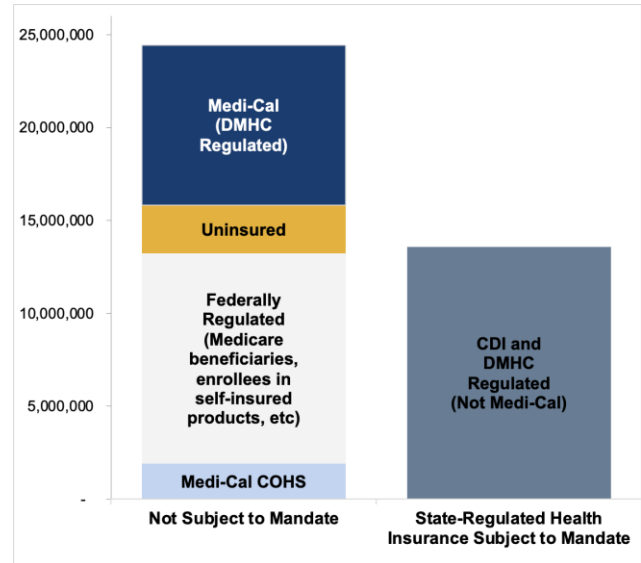 25,000,000
20,000,000
15,000,000
10,000,000
5,000,000
-
Medi-Cal
(DMHC
Regulated)
Uninsured
Federally
Regulated
(Medicare
beneficiaries,
enrollees in
self-insured
products, etc)
Medi-Cal COHS
CDI and
DMHC
Regulated
(Not Medi-Cal)
Not Subject to Mandate
State-Regulated Health
Insurance Subject to Mandate